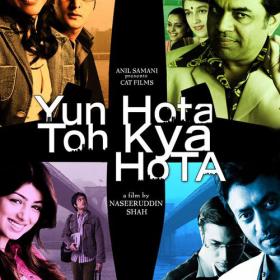 ANIL SAMANI
presents
CAT FILMS
Yun Hota
Toh Kya
HOTA
a film by
NASEERUDDIN
SHAH